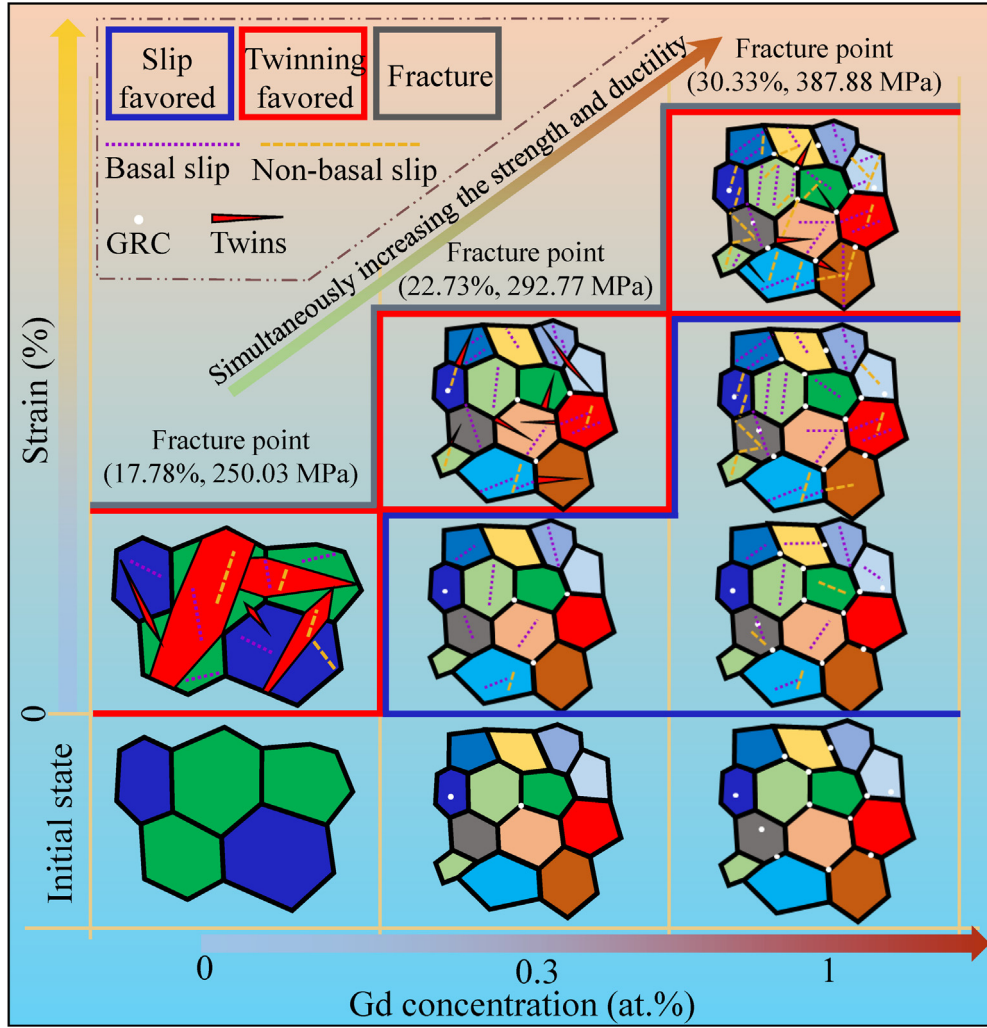 Slip
favored
Twinning
favored
Fracture
Basal slip
Non-basal slip
GRC
Twins
Simultaneously increasing the strength and ductility
Fracture point
(30.33%, 387.88 MPa)
Fracture point
(22.73%, 292.77 MPa)
Fracture point
(17.78%, 250.03 MPa)
Strain (%)
0
Initial state
0
0.3
1
Gd concentration (at.%)